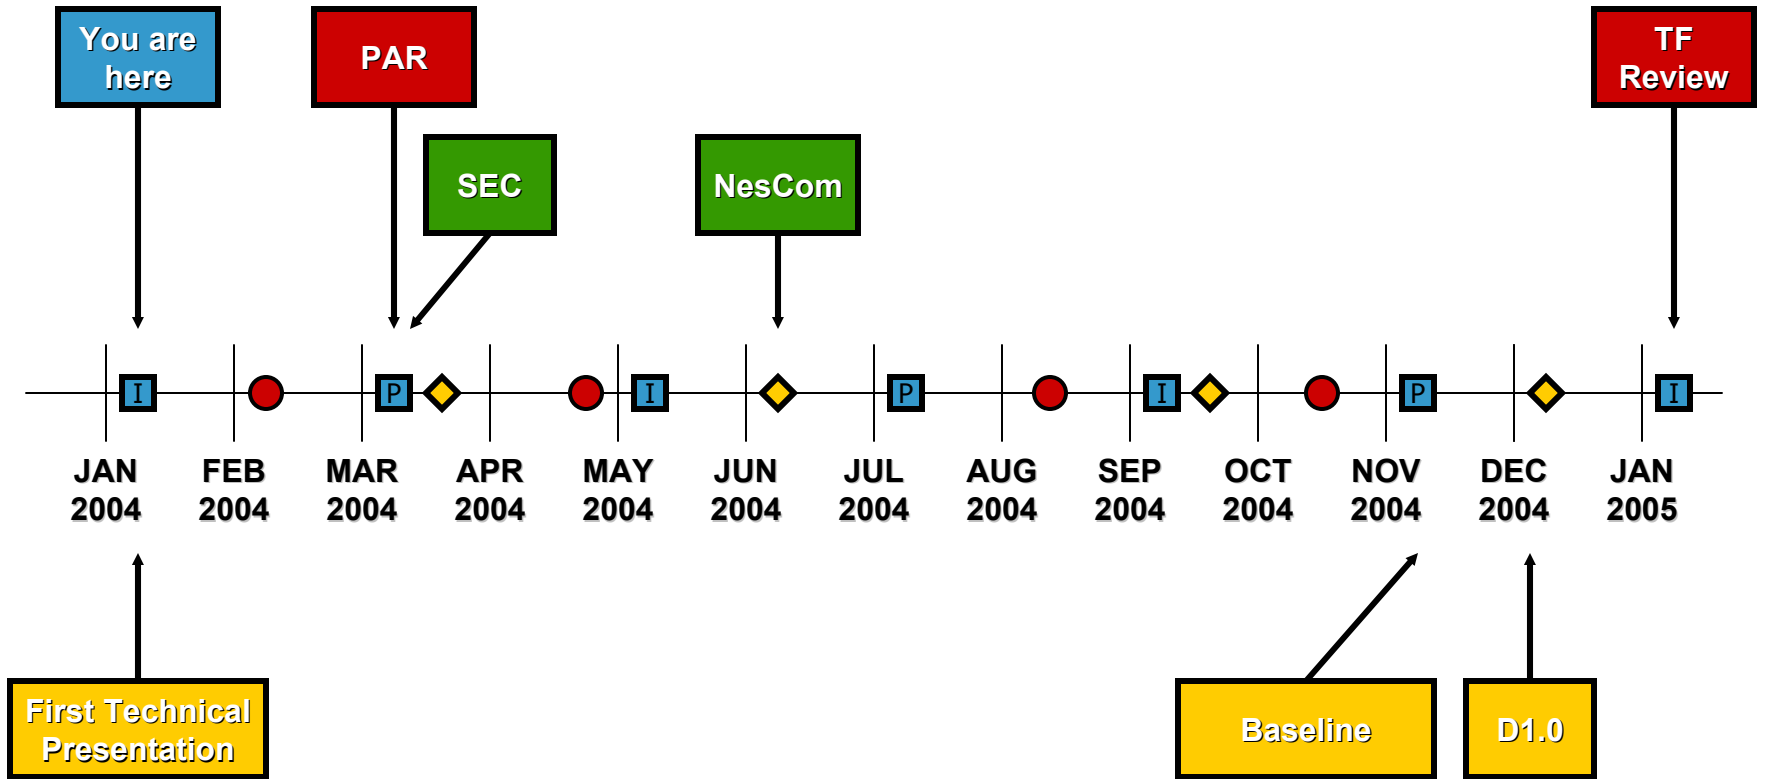 You are
here
PAR
TF
Review
SEC
NesCom
I
P
I
P
I
P
I
JAN
2004
FEB
2004
MAR
2004
APR
2004
MAY
2004
JUN
2004
JUL
2004
AUG
2004
SEP
2004
OCT
2004
NOV
2004
DEC
2004
JAN
2005
First Technical
Presentation
Baseline
D1.0